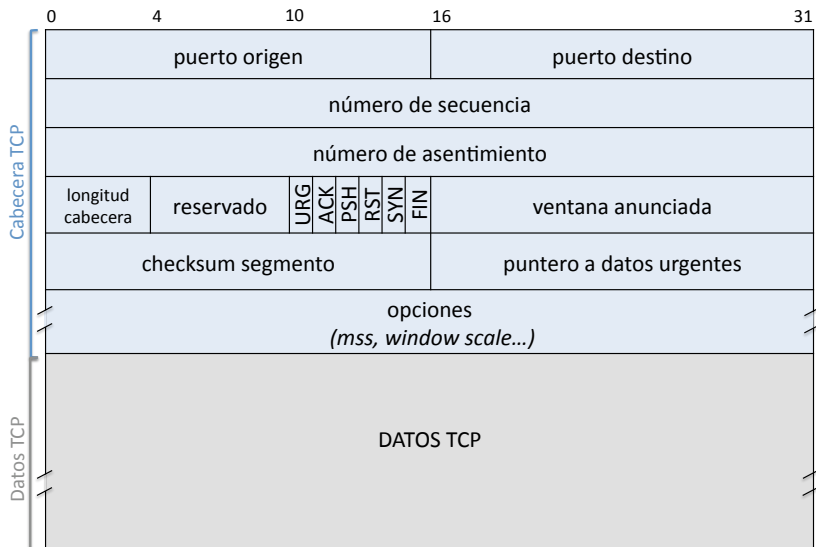 0 4 10 16 31
puerto origen puerto destino
número de secuencia
número de asentimiento
longitud
cabecera
reservado
URG
ACK
PSH
RST
SYN
FIN
ventana anunciada
checksum segmento puntero a datos urgentes
opciones
(mss, window scale...)
Cabecera TCP
DATOS TCP
Datos TCP